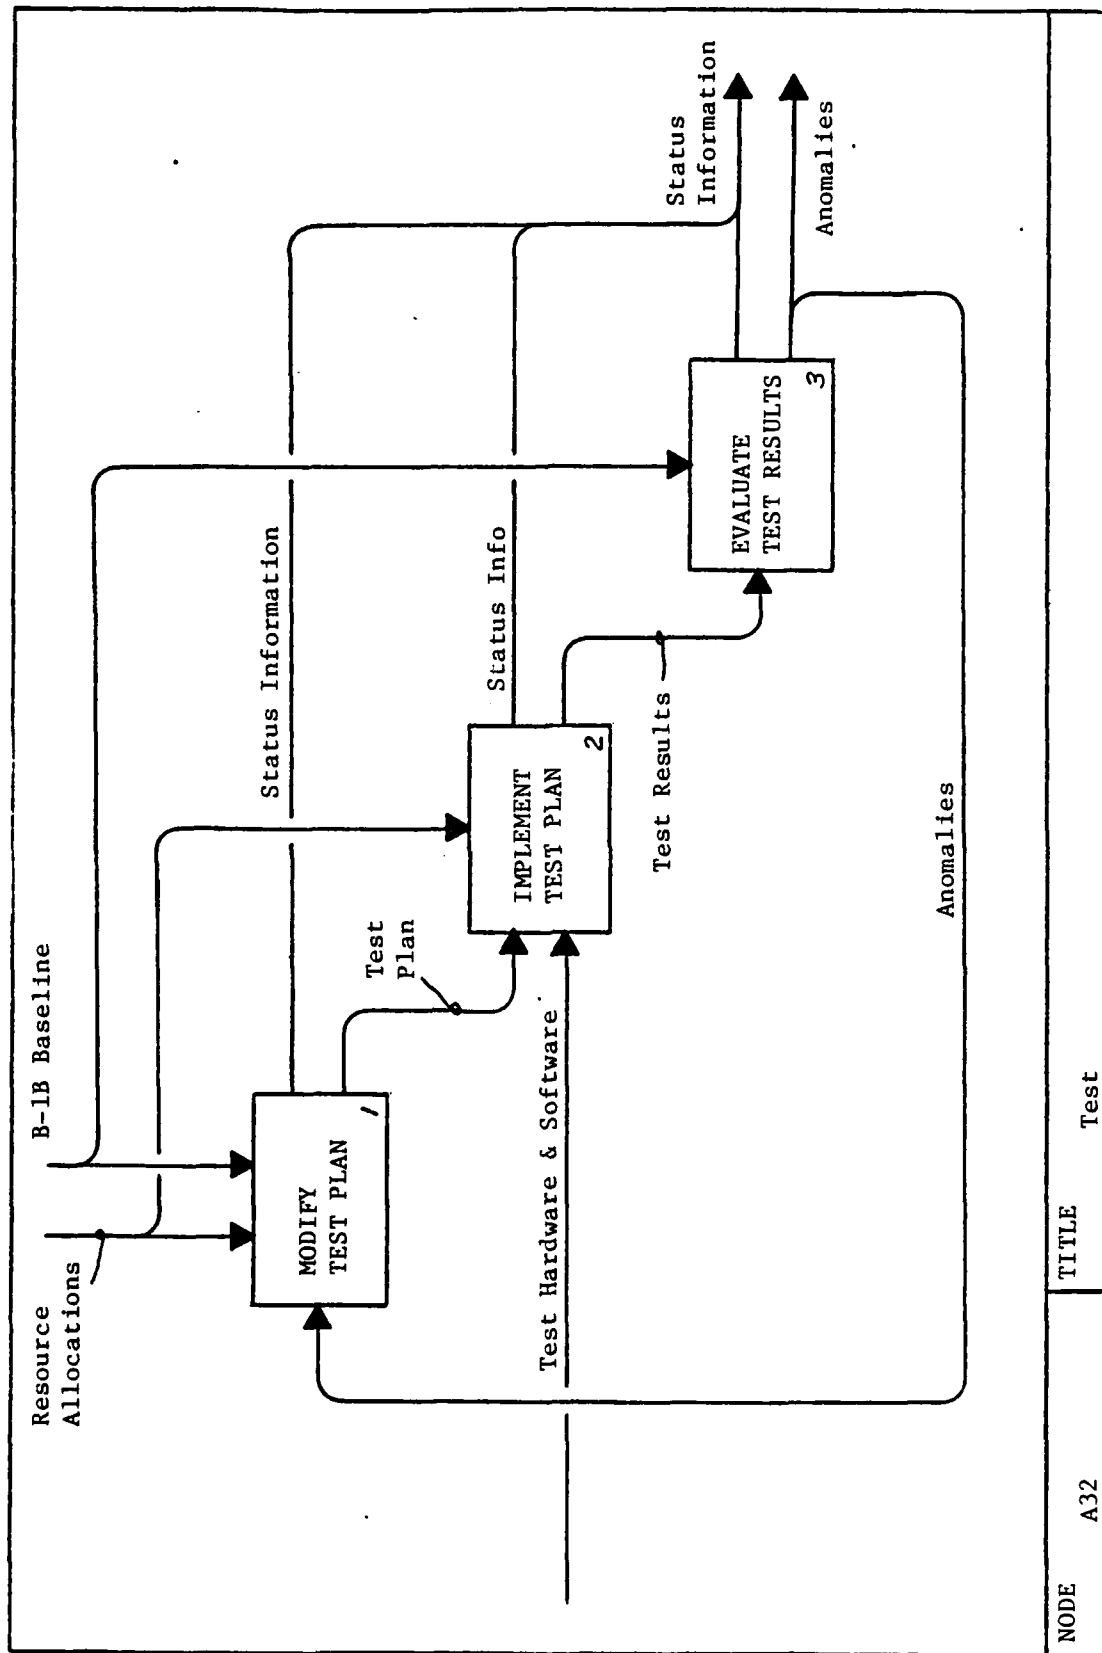 Resource
Allocations
B-1B Baseline
MODIFY
TEST PLAN
1
Status Information
Test
Plan
IMPLEMENT
TEST PLAN
2
Status Info
Test Hardware & Software
Test Results
EVALUATE
TEST RESULTS
3
Status
Information
Anomalies
Anomalies
NODE
A32
TITLE
Test